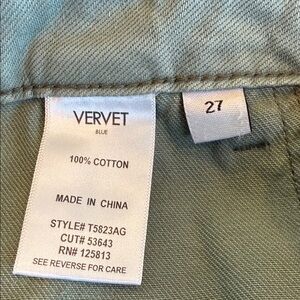 VERVET
BLUE
27
100% COTTON
MADE IN CHINA
STYLE# T5823AG
CUT# 53643
RN# 125813
SEE REVERSE FOR CARE